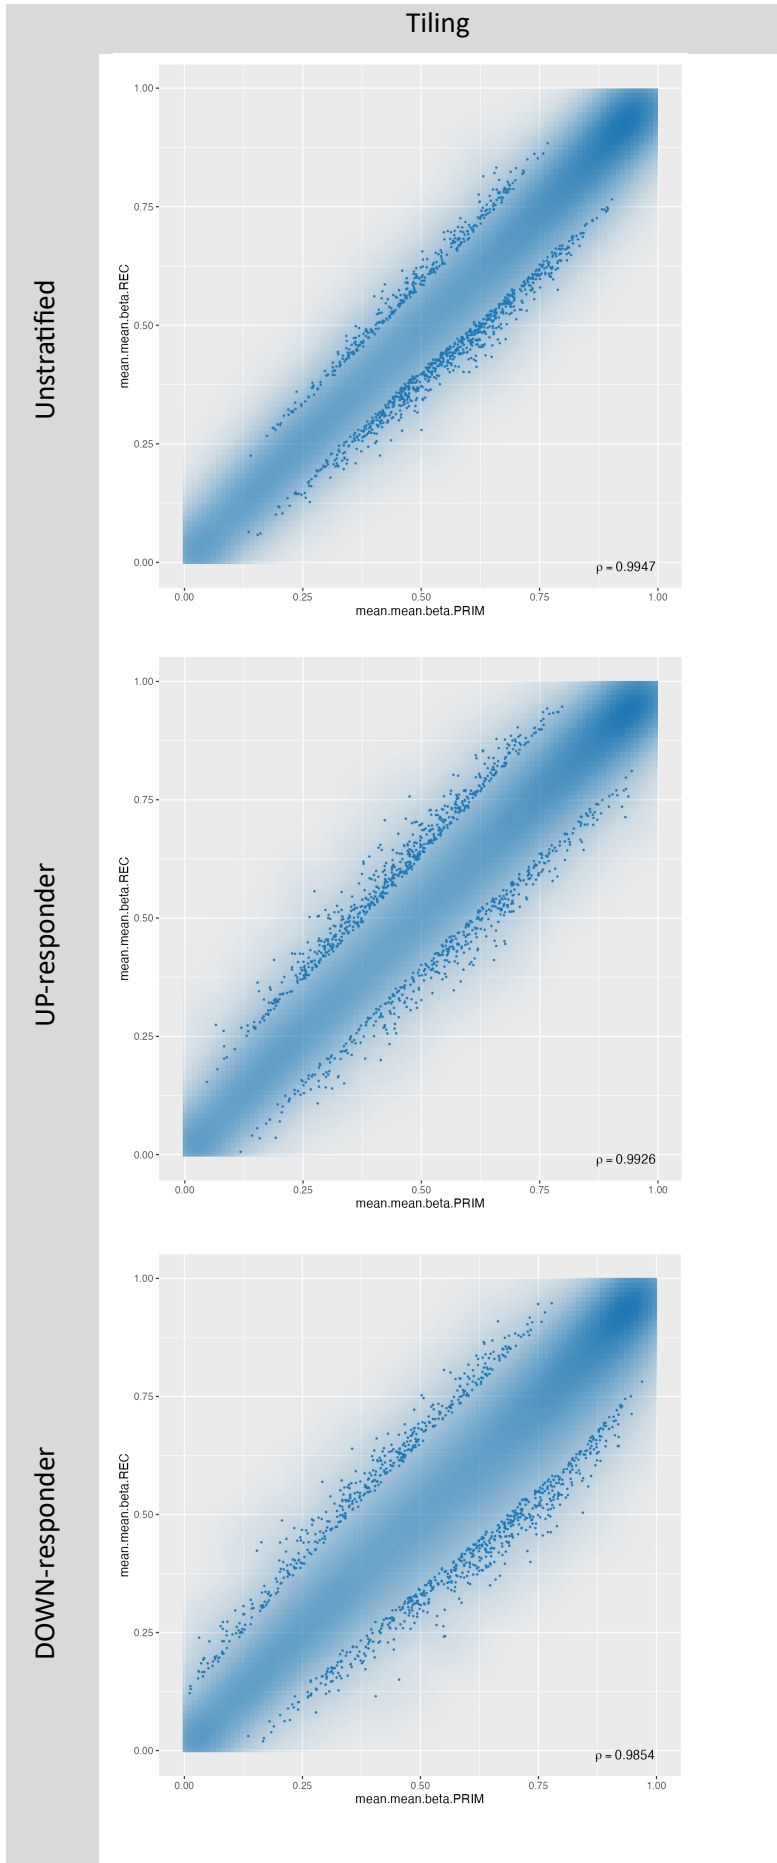 Tiling
Unstratified
mean.mean.beta.REC
1.00
0.75
0.50
0.25
0.00
ρ = 0.9947
0.00 0.25 0.50 0.75 1.00
mean.mean.beta.PRIM
UP-responder
mean.mean.beta.REC
1.00
0.75
0.50
0.25
0.00
ρ = 0.9926
0.00 0.25 0.50 0.75 1.00
mean.mean.beta.PRIM
DOWN-responder
mean.mean.beta.REC
1.00
0.75
0.50
0.25
0.00
ρ = 0.9854
0.00 0.25 0.50 0.75 1.00
mean.mean.beta.PRIM